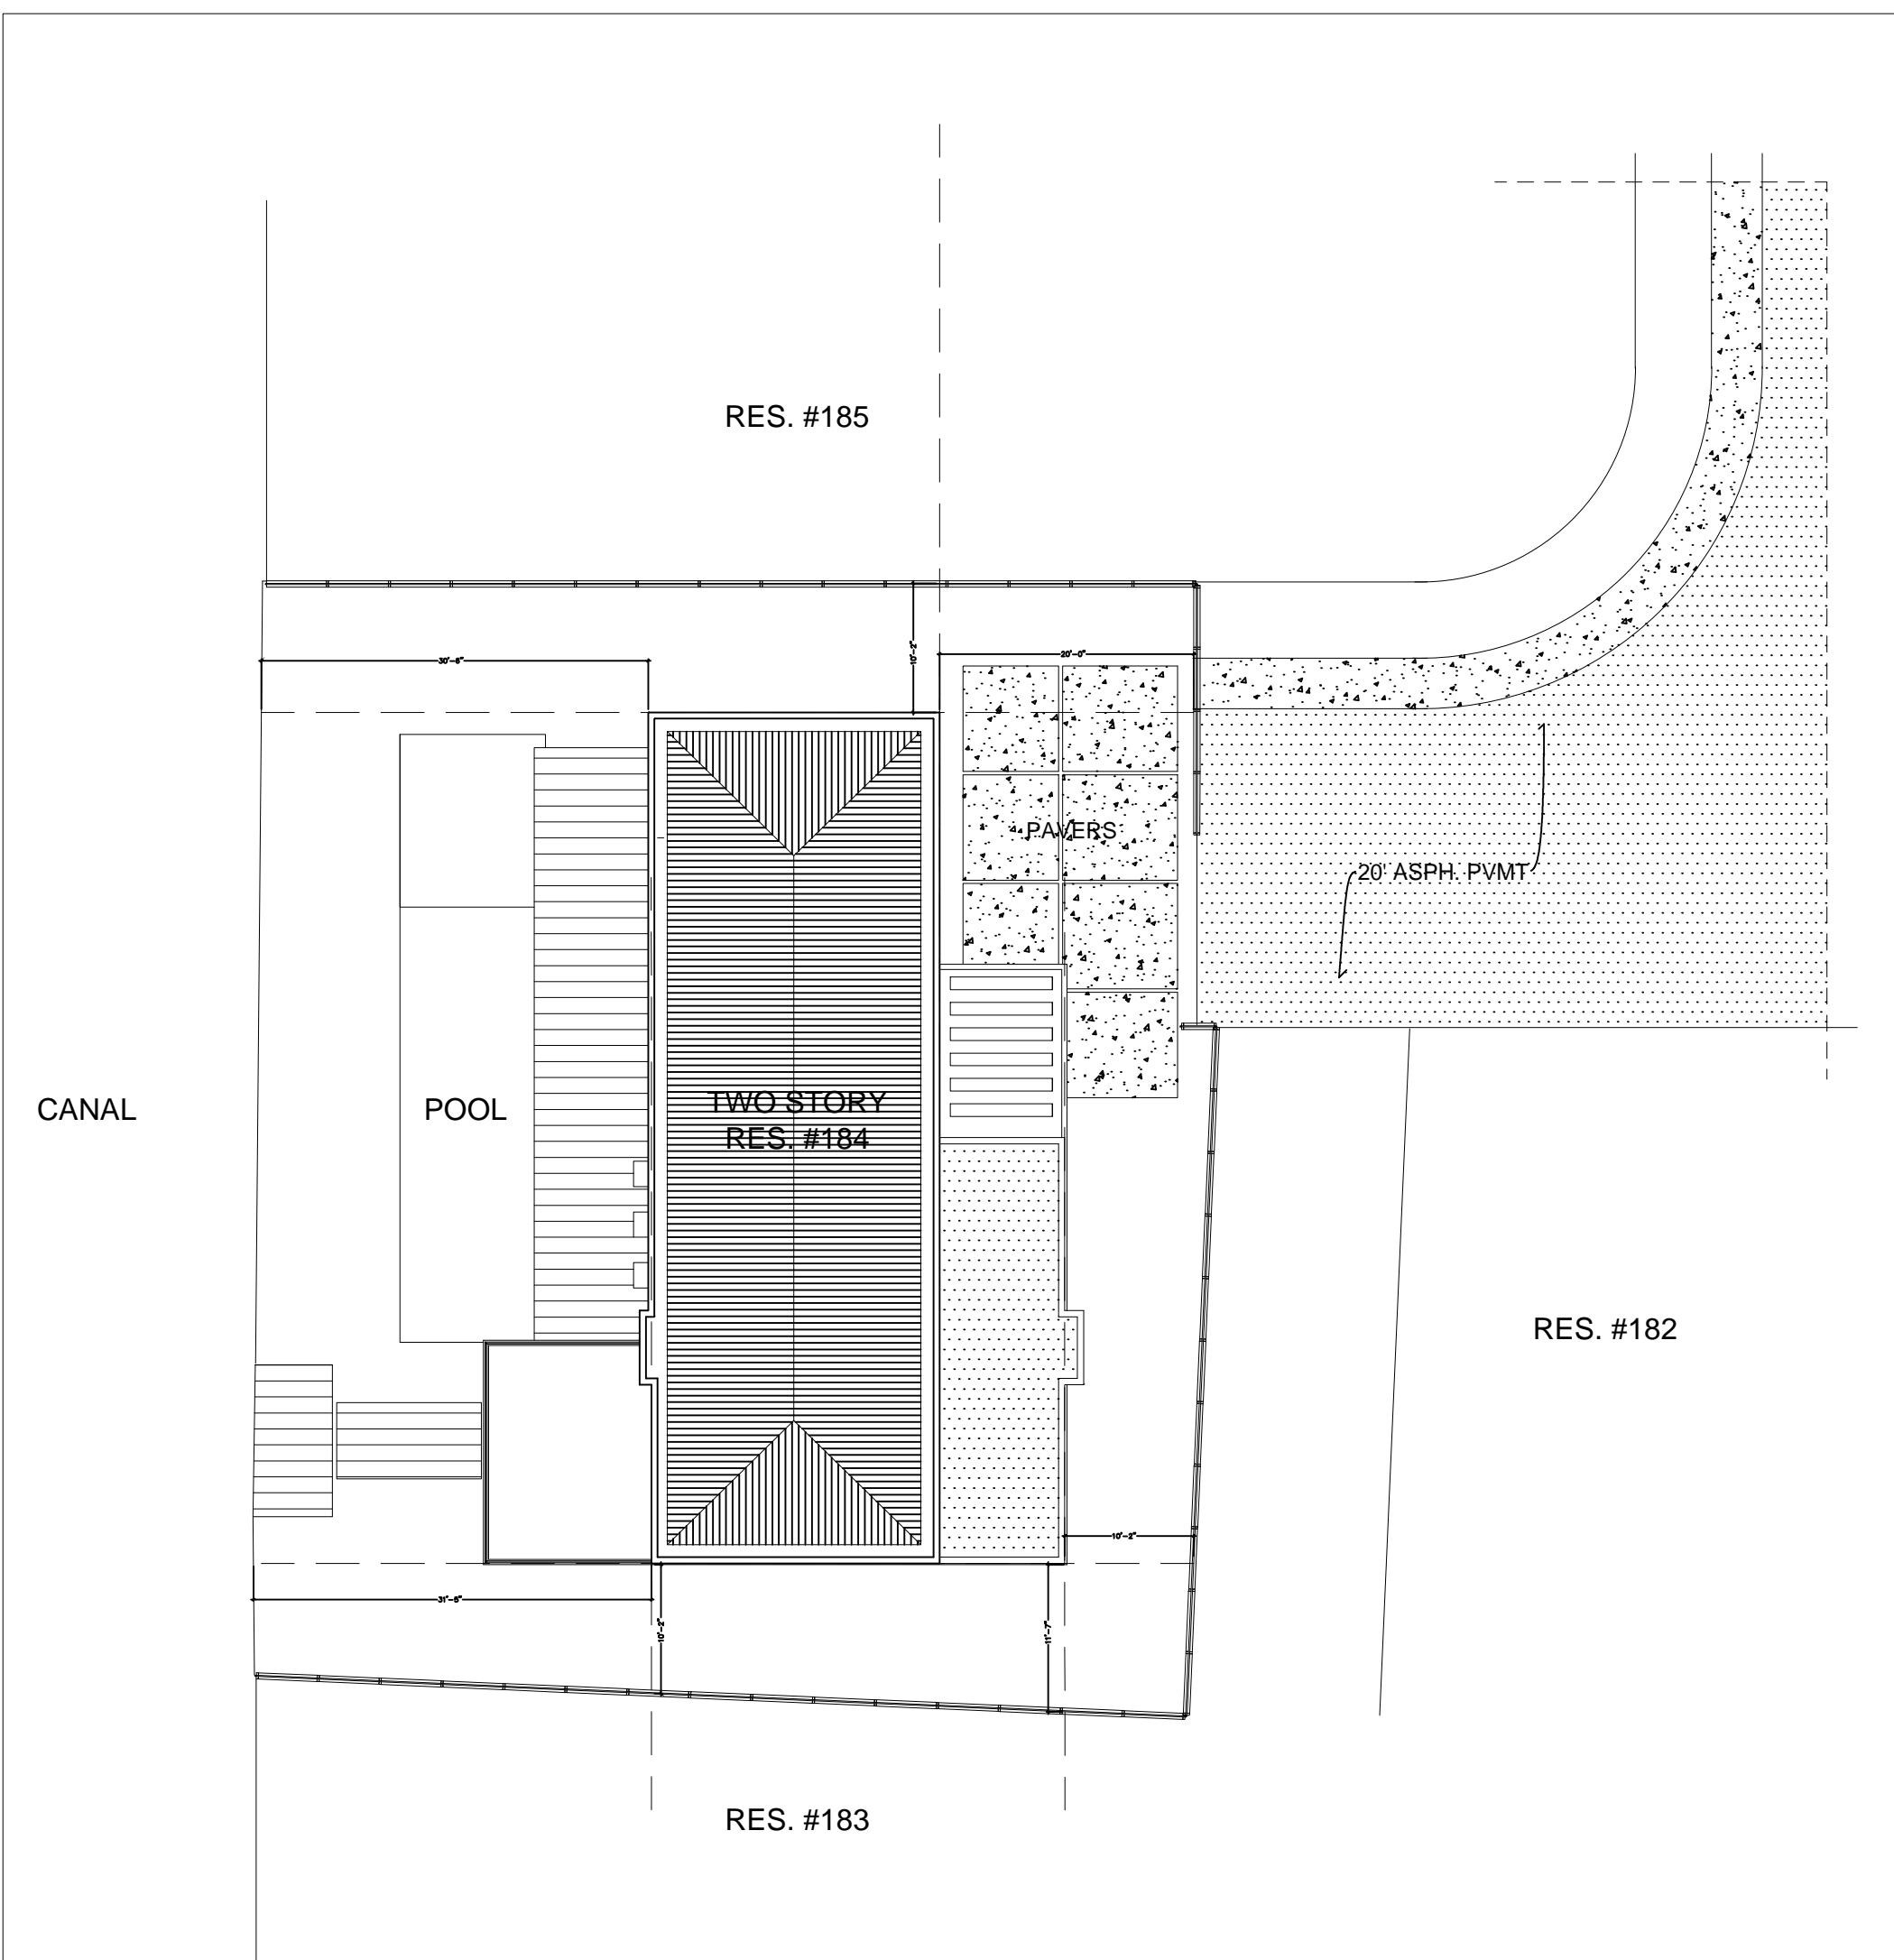 RES. #185
10'-2"
20'-0"
30'-6"
PAVERS
20' ASPH. PVMT
CANAL
POOL
TWO STORY
RES. #184
RES. #182
10'-2"
31'-5"
10'-2"
11'-7"
RES. #183